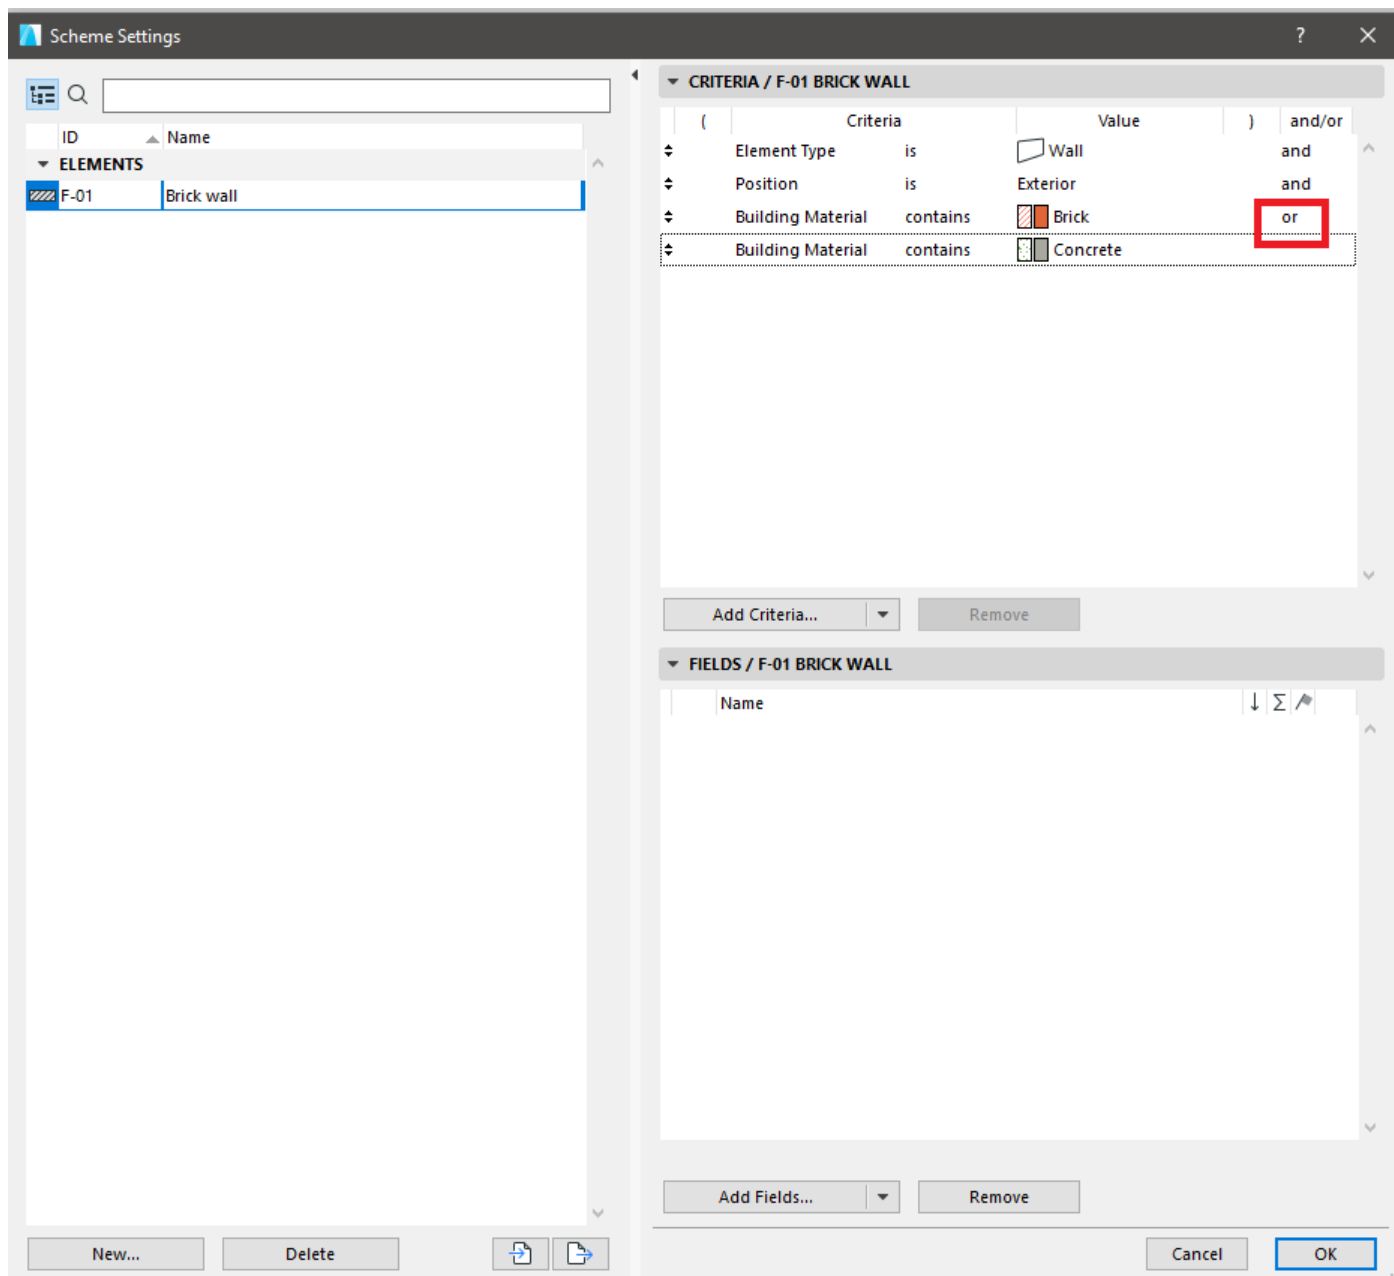 Scheme Settings ?
ID Name
ELEMENTS
F-01 Brick wall
New... Delete
CRITERIA / F-01 BRICK WALL
( Criteria Value ) and/or
Element Type is Wall and
Position is Exterior and
Building Material contains Brick or
Building Material contains Concrete
Add Criteria... Remove
FIELDS / F-01 BRICK WALL
Name ↓ Σ
Add Fields... Remove
Cancel OK